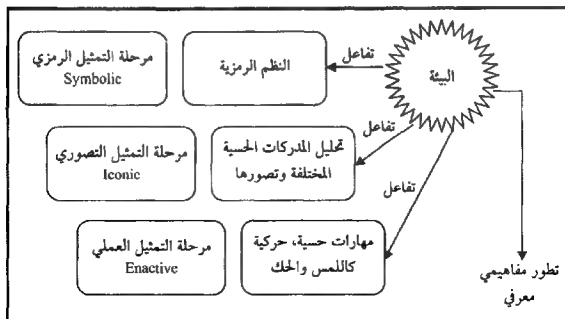 البيئة
تفاعل
النظم الرمزية
مرحلة التمثيل الرمزي
Symbolic
تفاعل
تحليل المدركات الحسية
المختلفة وتصورها
مرحلة التمثيل التصوري
Iconic
تفاعل
مهارات حسية، حركية
كاللمس والحك
مرحلة التمثيل العملي
Enactive
تطور مفاهيمي
معرفي